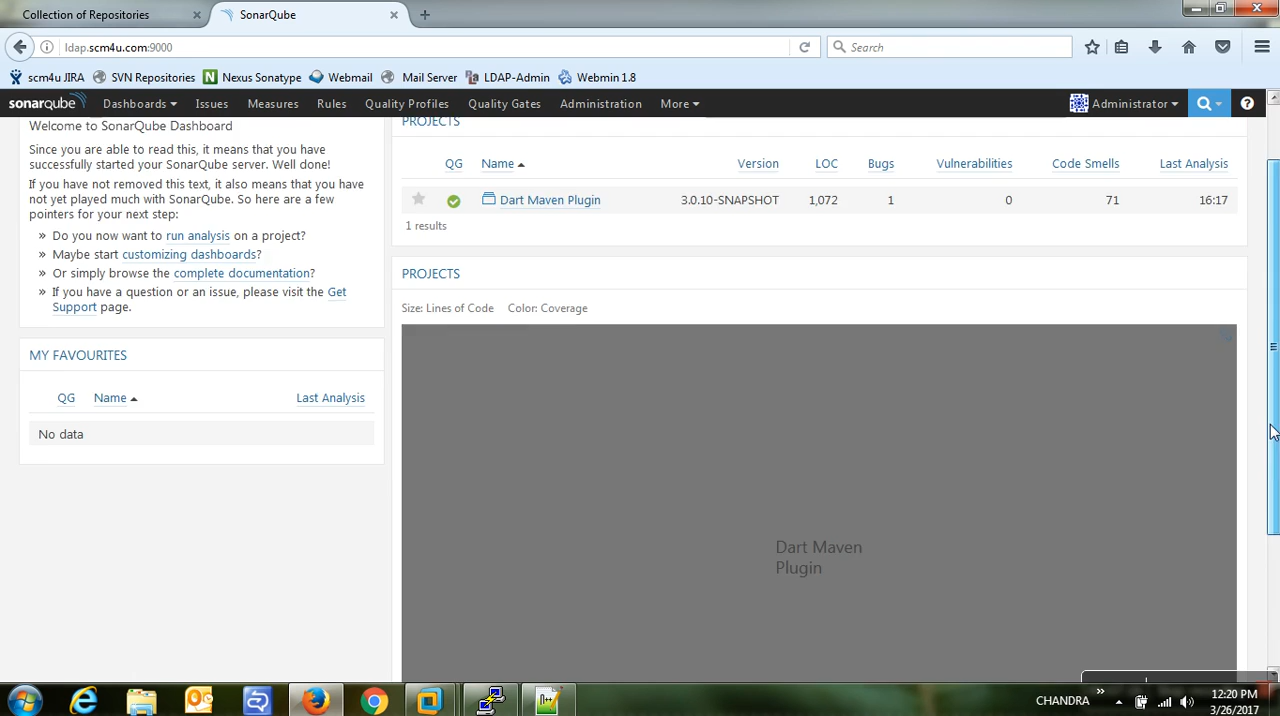 Collection of Repositories
SonarQube
ldap.scm4u.com:9000
Search
scm4u JIRA
SVN Repositories
Nexus Sonatype
Webmail
Mail Server
LDAP-Admin
Webmin 1.8
sonarqube
Dashboards
Issues
Measures
Rules
Quality Profiles
Quality Gates
Administration
More
Administrator
Welcome to SonarQube Dashboard
Since you are able to read this, it means that you have
successfully started your SonarQube server. Well done!
If you have not removed this text, it also means that you have
not yet played much with SonarQube. So here are a few
pointers for your next step:
» Do you now want to run analysis on a project?
» Maybe start customizing dashboards?
» Or simply browse the complete documentation?
» If you have a question or an issue, please visit the Get
Support page.
MY FAVOURITES
QG Name Last Analysis
No data
PROJECTS
QG Name Version LOC Bugs Vulnerabilities Code Smells Last Analysis
Dart Maven Plugin 3.0.10-SNAPSHOT 1,072 1 0 71 16:17
1 results
PROJECTS
Size: Lines of Code Color: Coverage
Dart Maven
Plugin
CHANDRA
12:20 PM
3/26/2017